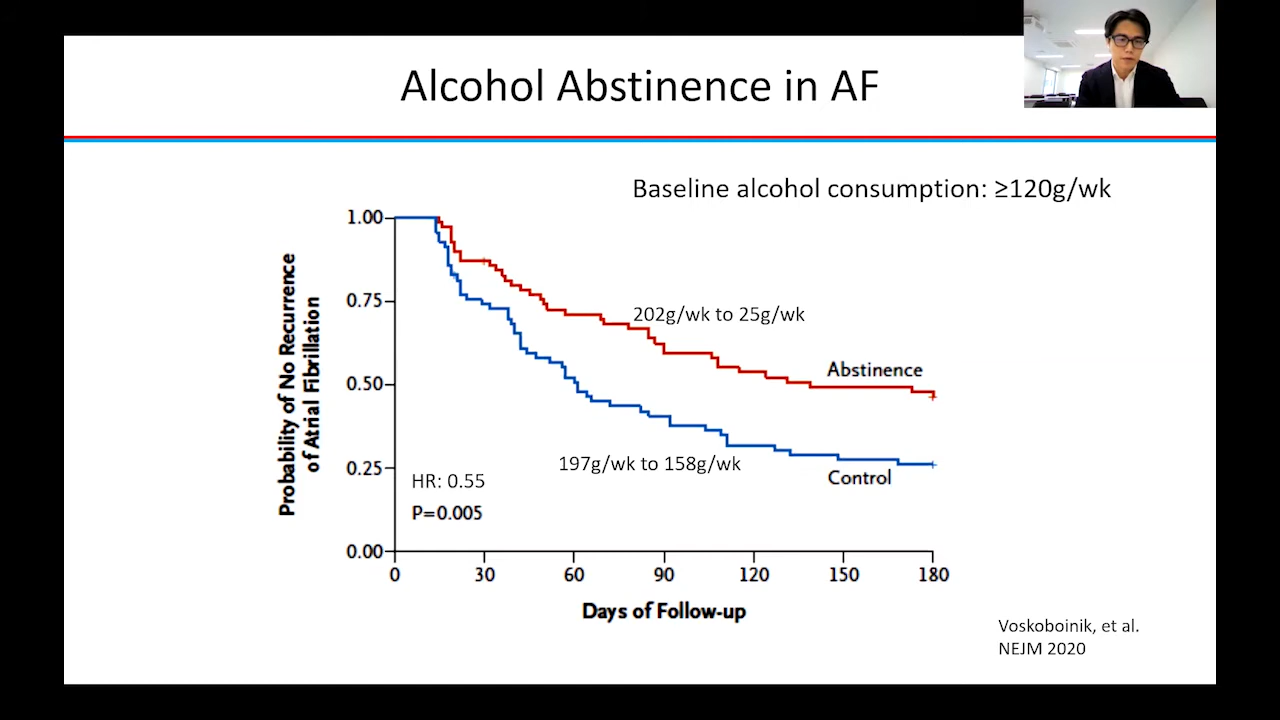 Alcohol Abstinence in AF
Baseline alcohol consumption: ≥120g/wk
Probability of No Recurrence
of Atrial Fibrillation
1.00
0.75
0.50
0.25
0.00
202g/wk to 25g/wk
Abstinence
197g/wk to 158g/wk
Control
HR: 0.55
P=0.005
0 30 60 90 120 150 180
Days of Follow-up
Voskoboinik, et al.
NEJM 2020